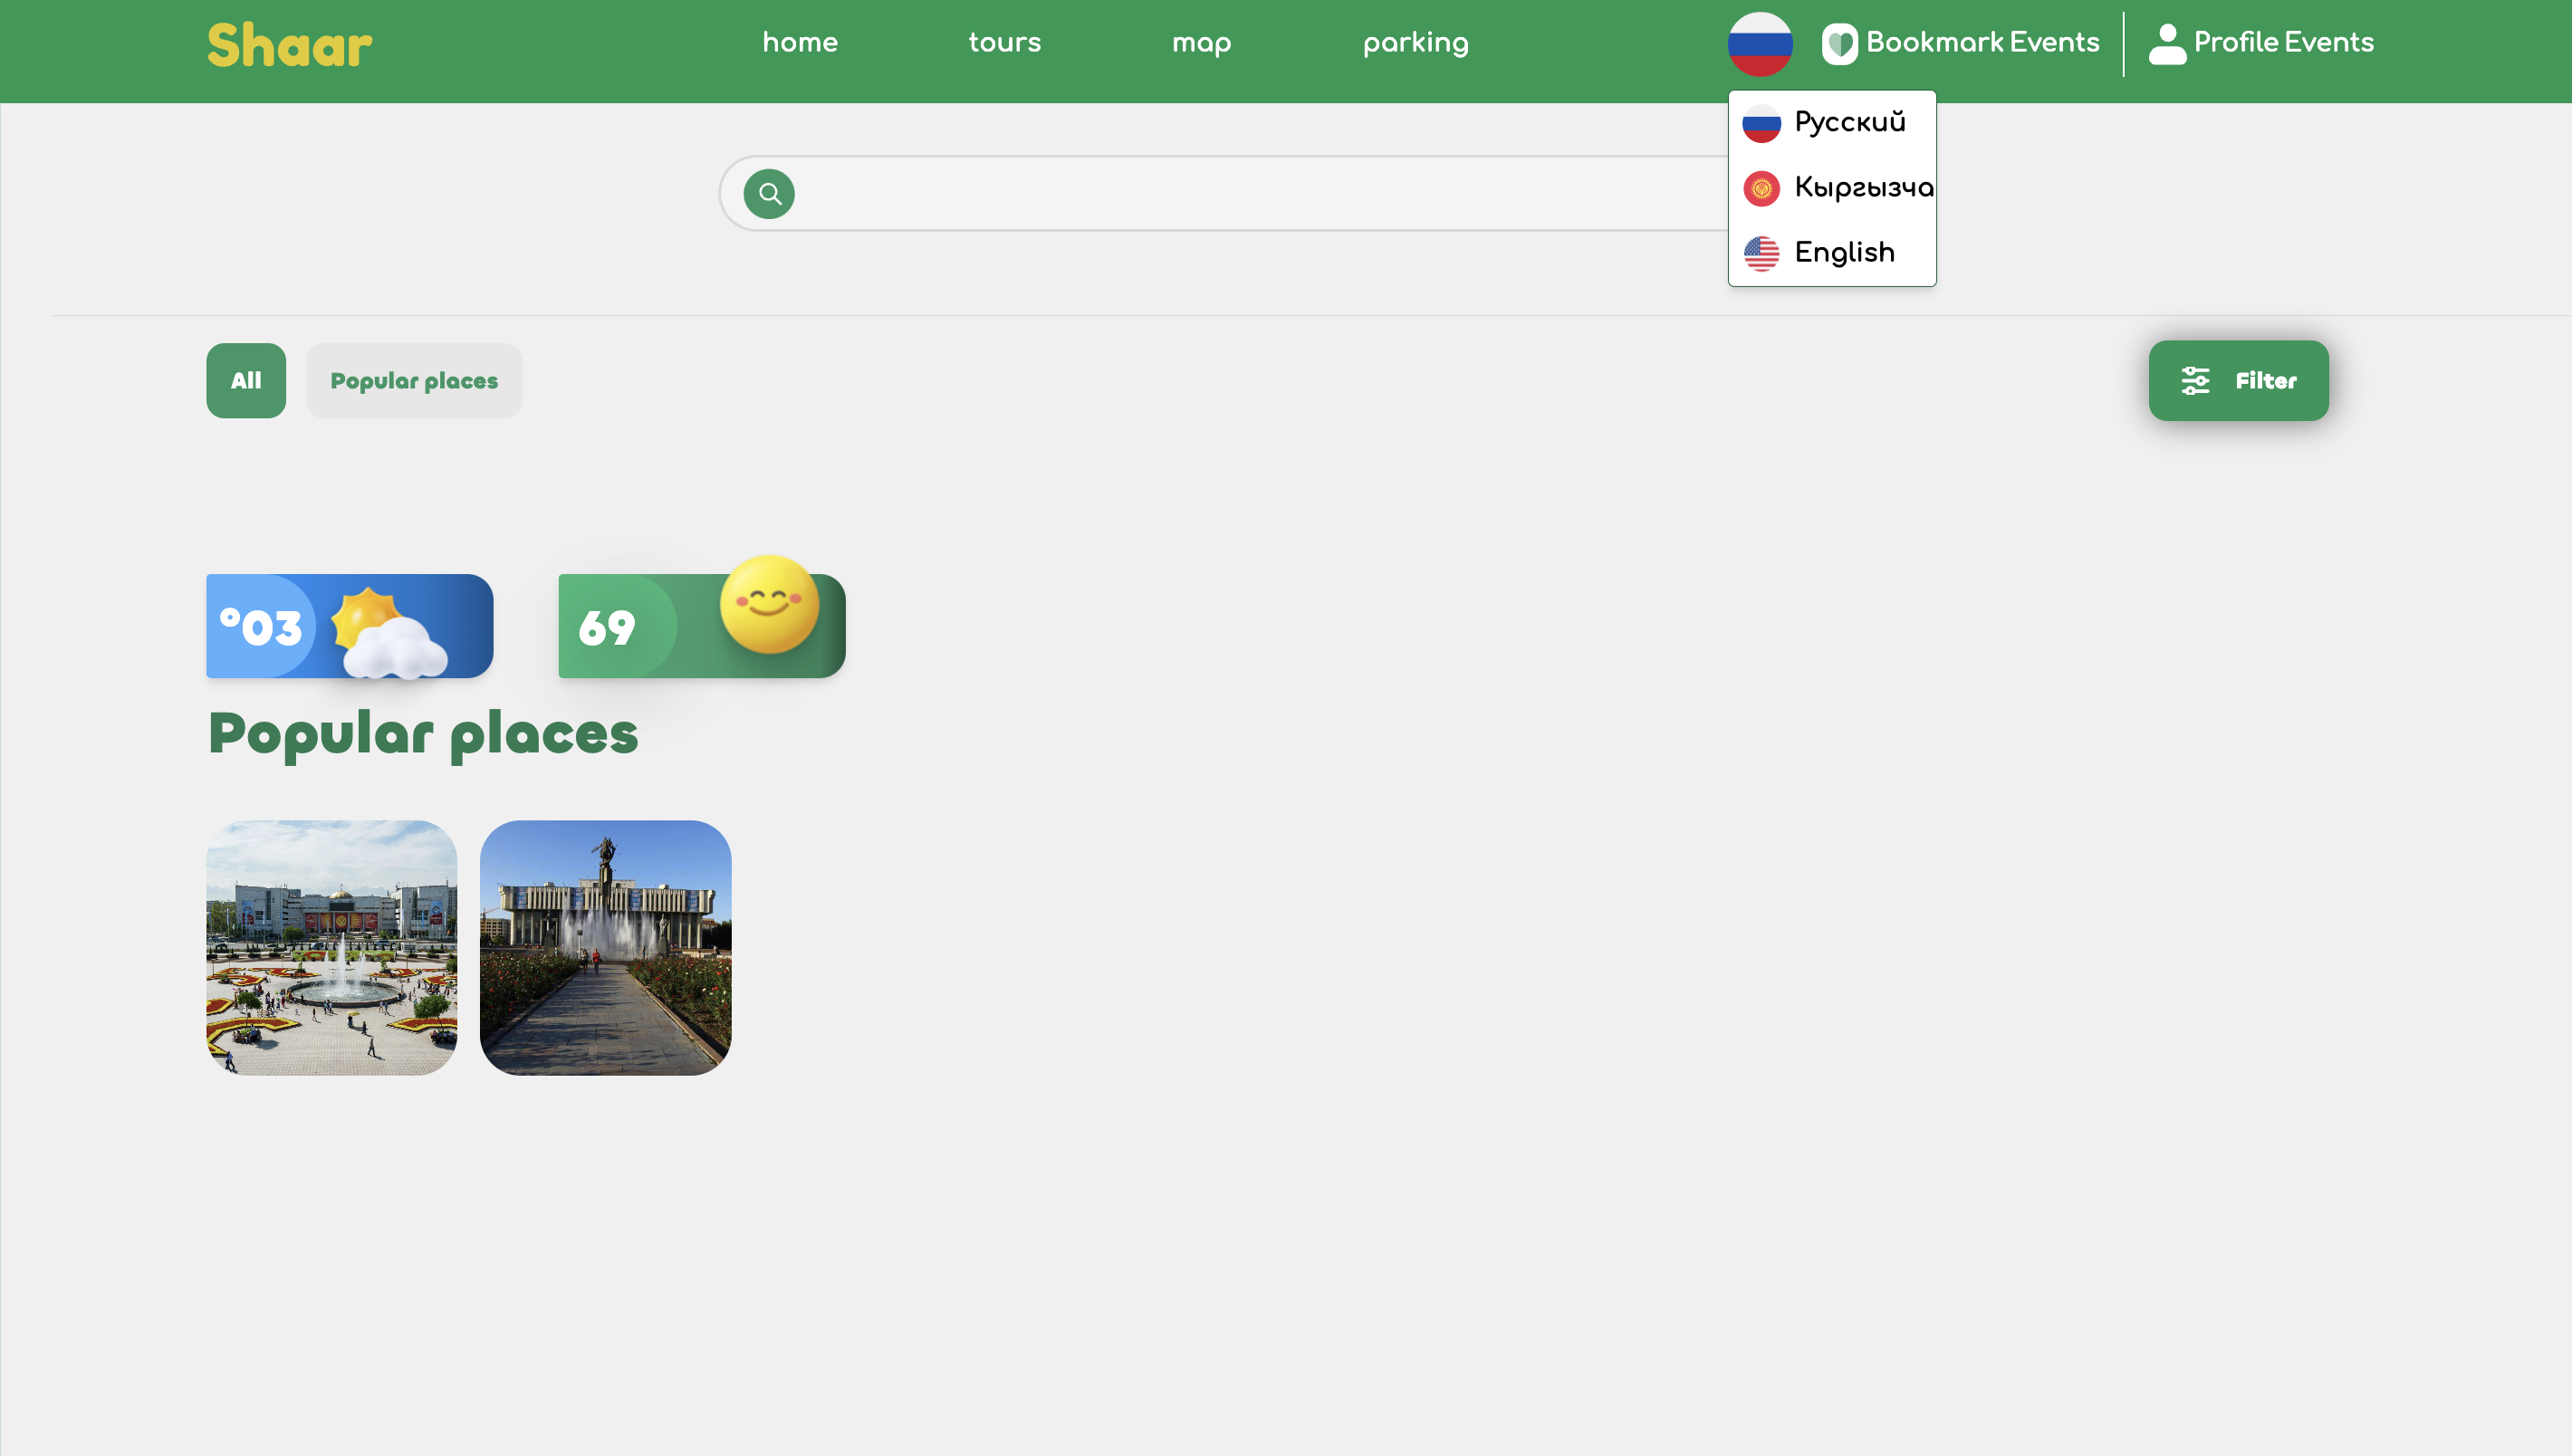 Shaar
home
tours
map
parking
Bookmark Events
Profile Events
Русский
Кыргызча
English
All
Popular places
Filter
°03
69
Popular places